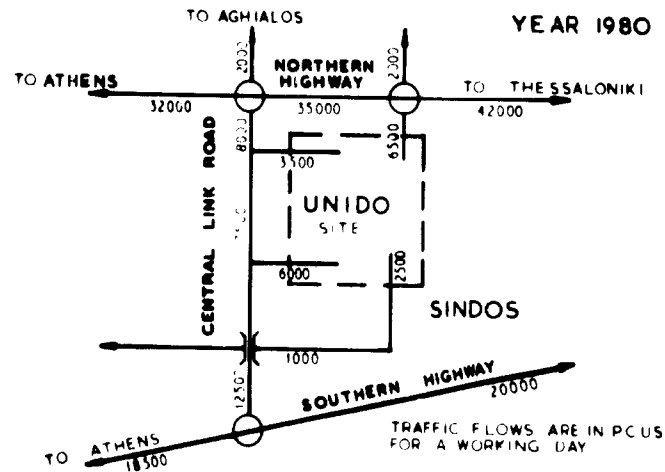 TO AGHIALOS
YEAR 1980
2000
2000
NORTHERN
HIGHWAY
TO ATHENS
TO THESSALONIKI
32000
35000
42000
8000
6500
3500
CENTRAL LINK ROAD
UNIDO
SITE
6000
2500
SINDOS
1000
12500
SOUTHERN HIGHWAY
20000
TRAFFIC FLOWS ARE IN PCUS
FOR A WORKING DAY
TO ATHENS
18500